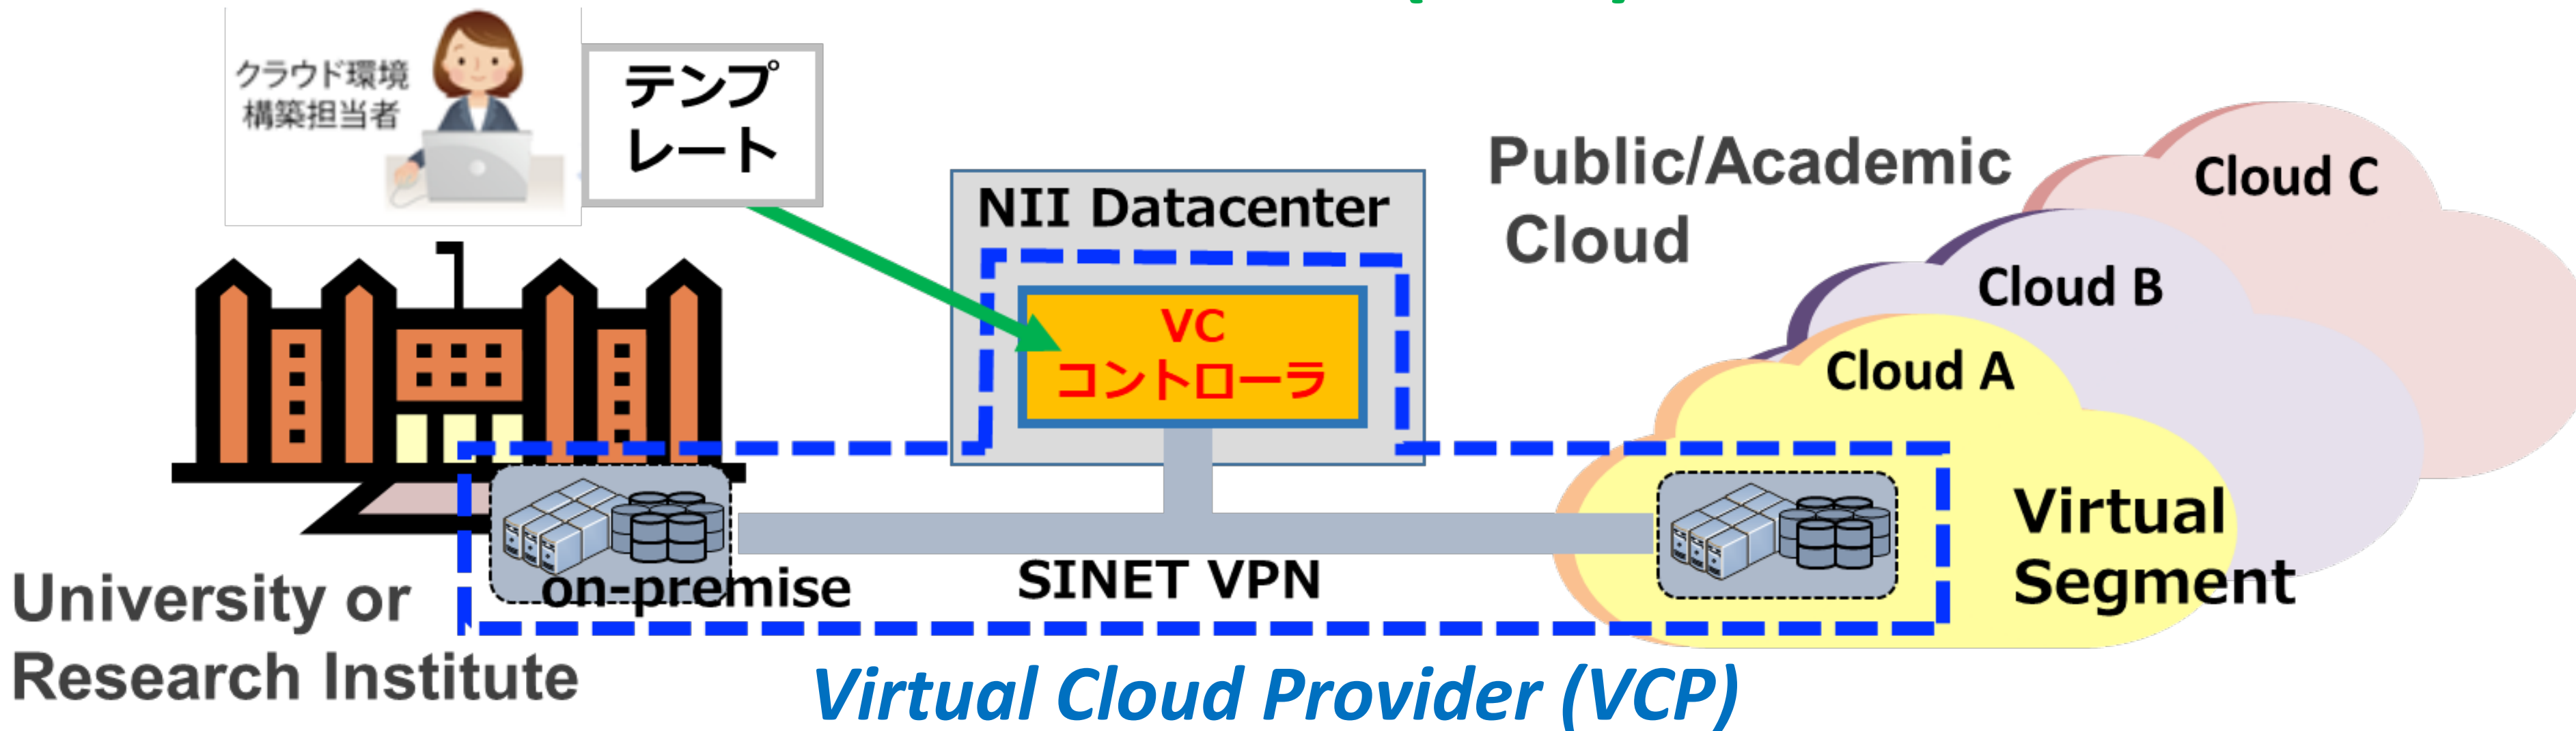 クラウド環境
構築担当者
テンプ
レート
NII Datacenter
VC
コントローラ
Public/Academic
Cloud
Cloud C
Cloud B
Cloud A
University or
Research Institute
on-premise
SINET VPN
Virtual
Segment
Virtual Cloud Provider (VCP)